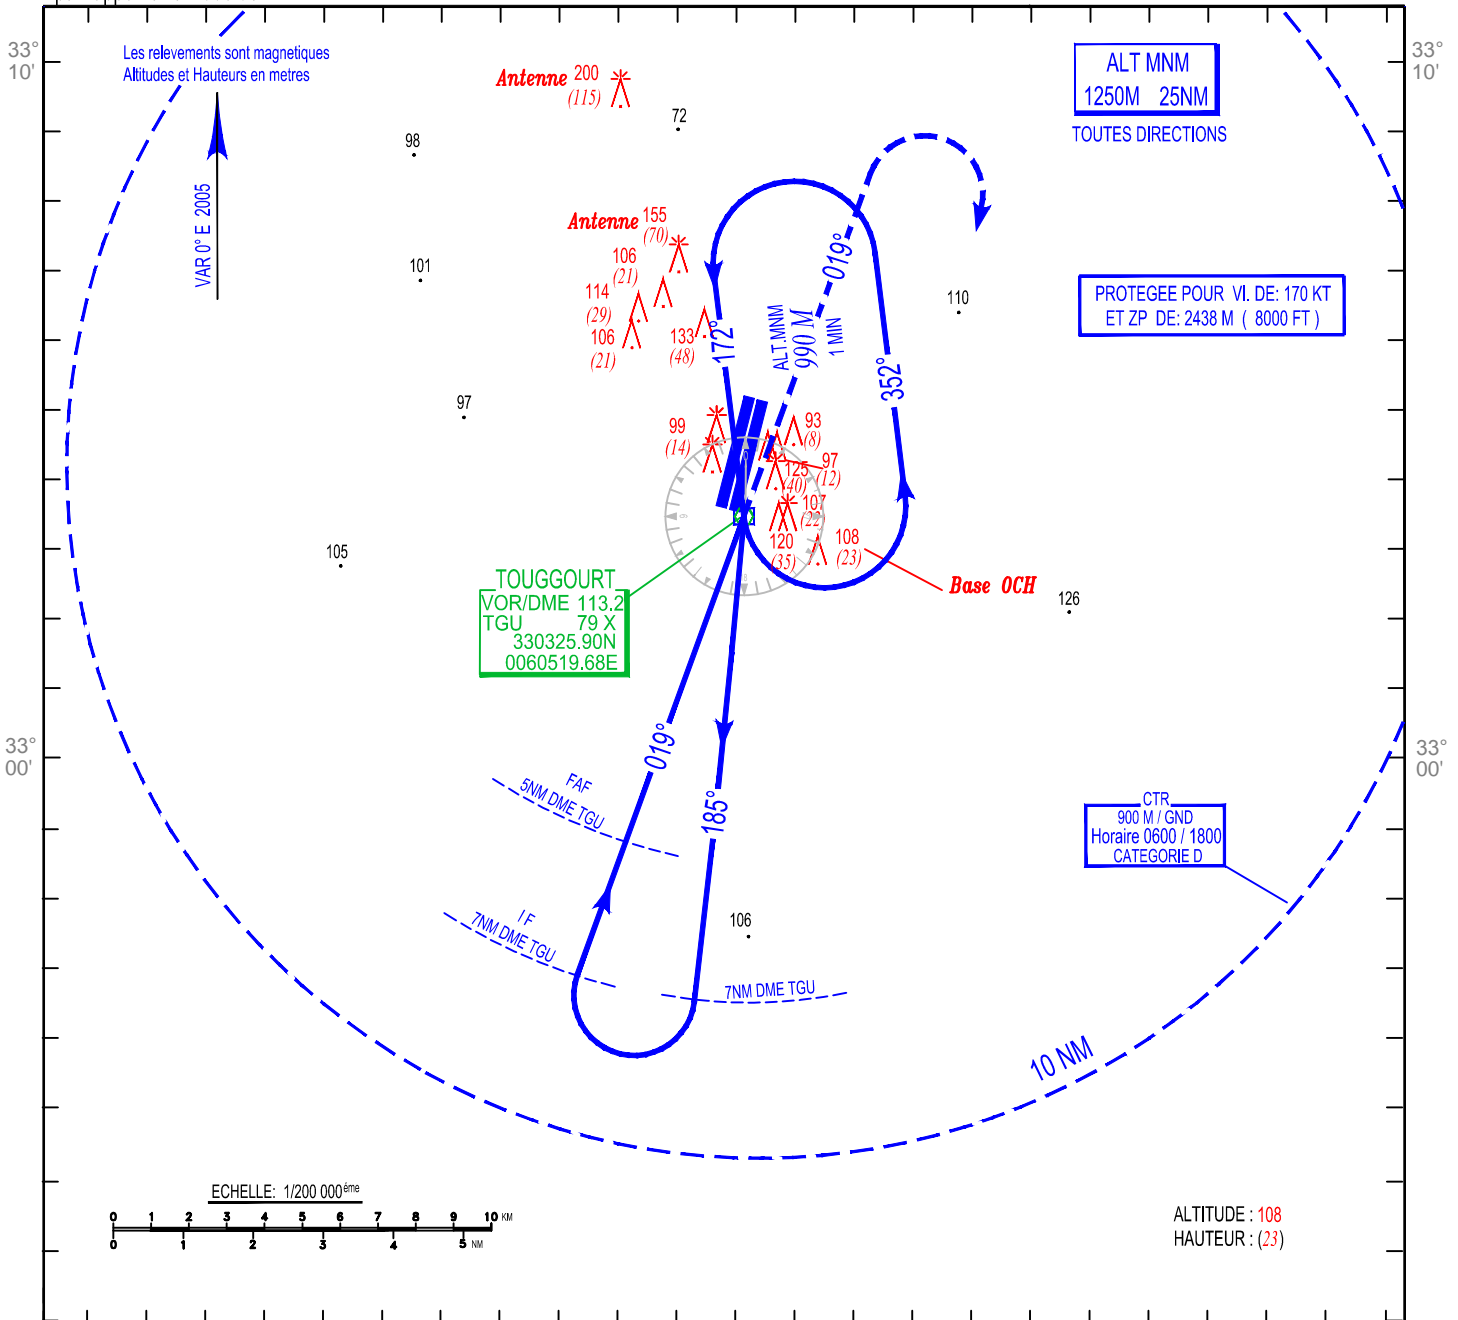 33°
10'
Les relevements sont magnetiques
Altitudes et Hauteurs en metres
VAR 0° E 2005
Antenne 200
(115)
72
98
ALT MNM
1250M 25NM
TOUTES DIRECTIONS
33°
10'
Antenne 155
(70)
106
(21)
101
114
(29)
106
(21)
133
(48)
172°
ALT.MNM
990 M
1 MIN
019°
352°
110
PROTEGEE POUR VI. DE: 170 KT
ET ZP DE: 2438 M ( 8000 FT )
97
99
(14)
93
(8)
97
(12)
125
(40)
107
(22)
120
(35)
108
(23)
Base OCH
105
126
TOUGGOURT
VOR/DME 113.2
TGU 79 X
330325.90N
0060519.68E
33°
00'
33°
00'
019°
185°
FAF
5NM DME TGU
IF
7NM DME TGU
7NM DME TGU
106
CTR
900 M / GND
Horaire 0600 / 1800
CATEGORIE D
10 NM
ECHELLE: 1/200 000éme
0 1 2 3 4 5 6 7 8 9 10 KM
0 1 2 3 4 5 NM
ALTITUDE : 108
HAUTEUR : (23)